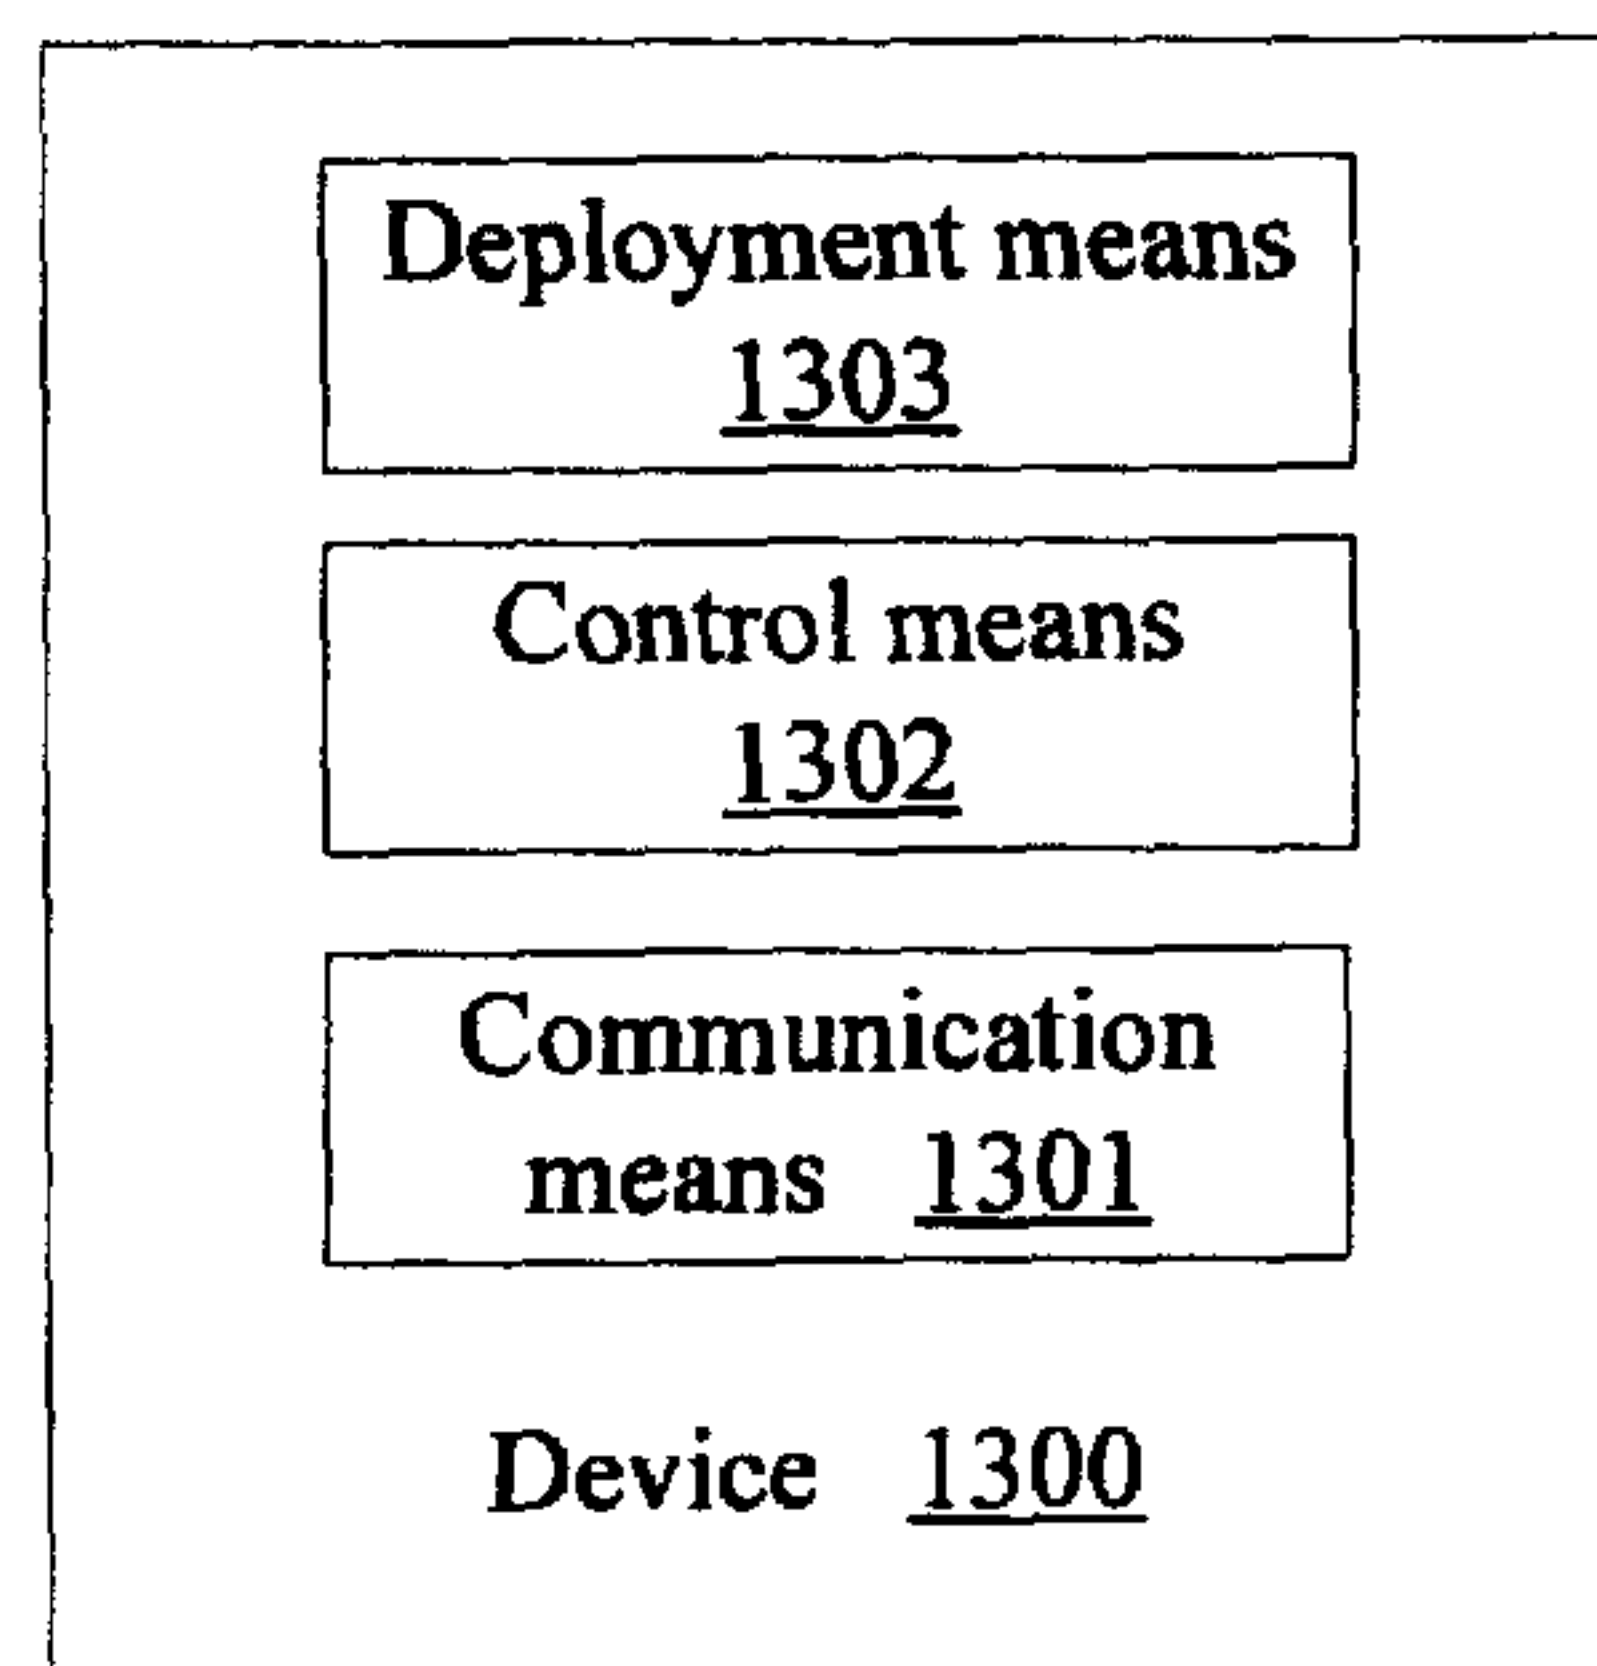 Deployment means
1303
Control means
1302
Communication
means 1301
Device 1300